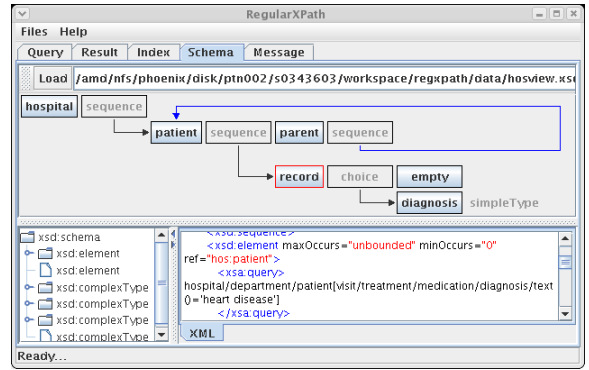 RegularXPath
Files Help
Query Result Index Schema Message
Load /amd/nfs/phoenix/disk/ptn002/s0343603/workspace/regxpath/data/hosview.xsd
hospital sequence
patient sequence parent sequence
record choice empty
diagnosis simpleType
xsd:schema
xsd:element
xsd:element
xsd:complexType
xsd:complexType
xsd:complexType
<xsd:sequence>
<xsd:element maxOccurs="unbounded" minOccurs="0"
ref="hos:patient">
<xsa:query>
hospital/department/patient[visit/treatment/medication/diagnosis/text
()='heart disease']
</xsa:query>
XML
Ready...